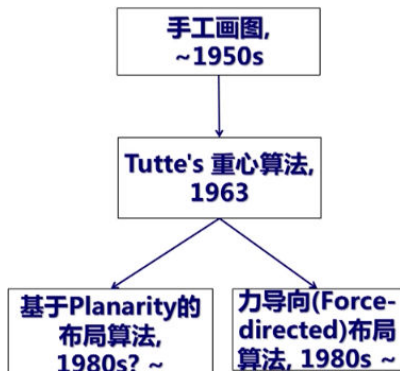 手工画图,
~1950s
Tutte's 重心算法,
1963
基于Planarity的
布局算法,
1980s? ~
力导向(Force-
directed)布局
算法, 1980s ~